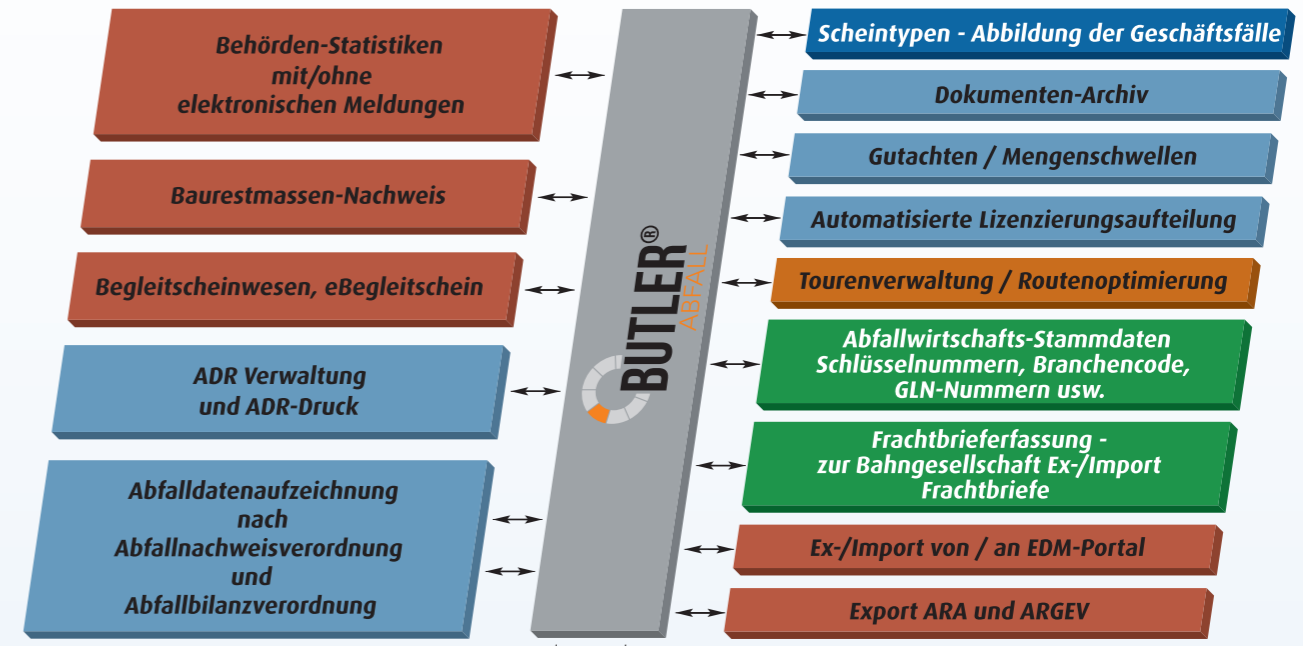 Behörden-Statistiken
mit/ohne
elektronischen Meldungen
Baurestmassen-Nachweis
Begleitscheinwesen, eBegleitschein
ADR Verwaltung
und ADR-Druck
Abfalldatenaufzeichnung
nach
Abfallnachweisverordnung
und
Abfallbilanzverordnung
BUTLER®
ABFALL
Scheintypen - Abbildung der Geschäftsfälle
Dokumenten-Archiv
Gutachten / Mengenschwellen
Automatisierte Lizenzierungsaufteilung
Tourenverwaltung / Routenoptimierung
Abfallwirtschafts-Stammdaten
Schlüsselnummern, Branchencode,
GLN-Nummern usw.
Frachtbrieferfassung -
zur Bahngesellschaft Ex-/Import
Frachtbriefe
Ex-/Import von / an EDM-Portal
Export ARA und ARGEV